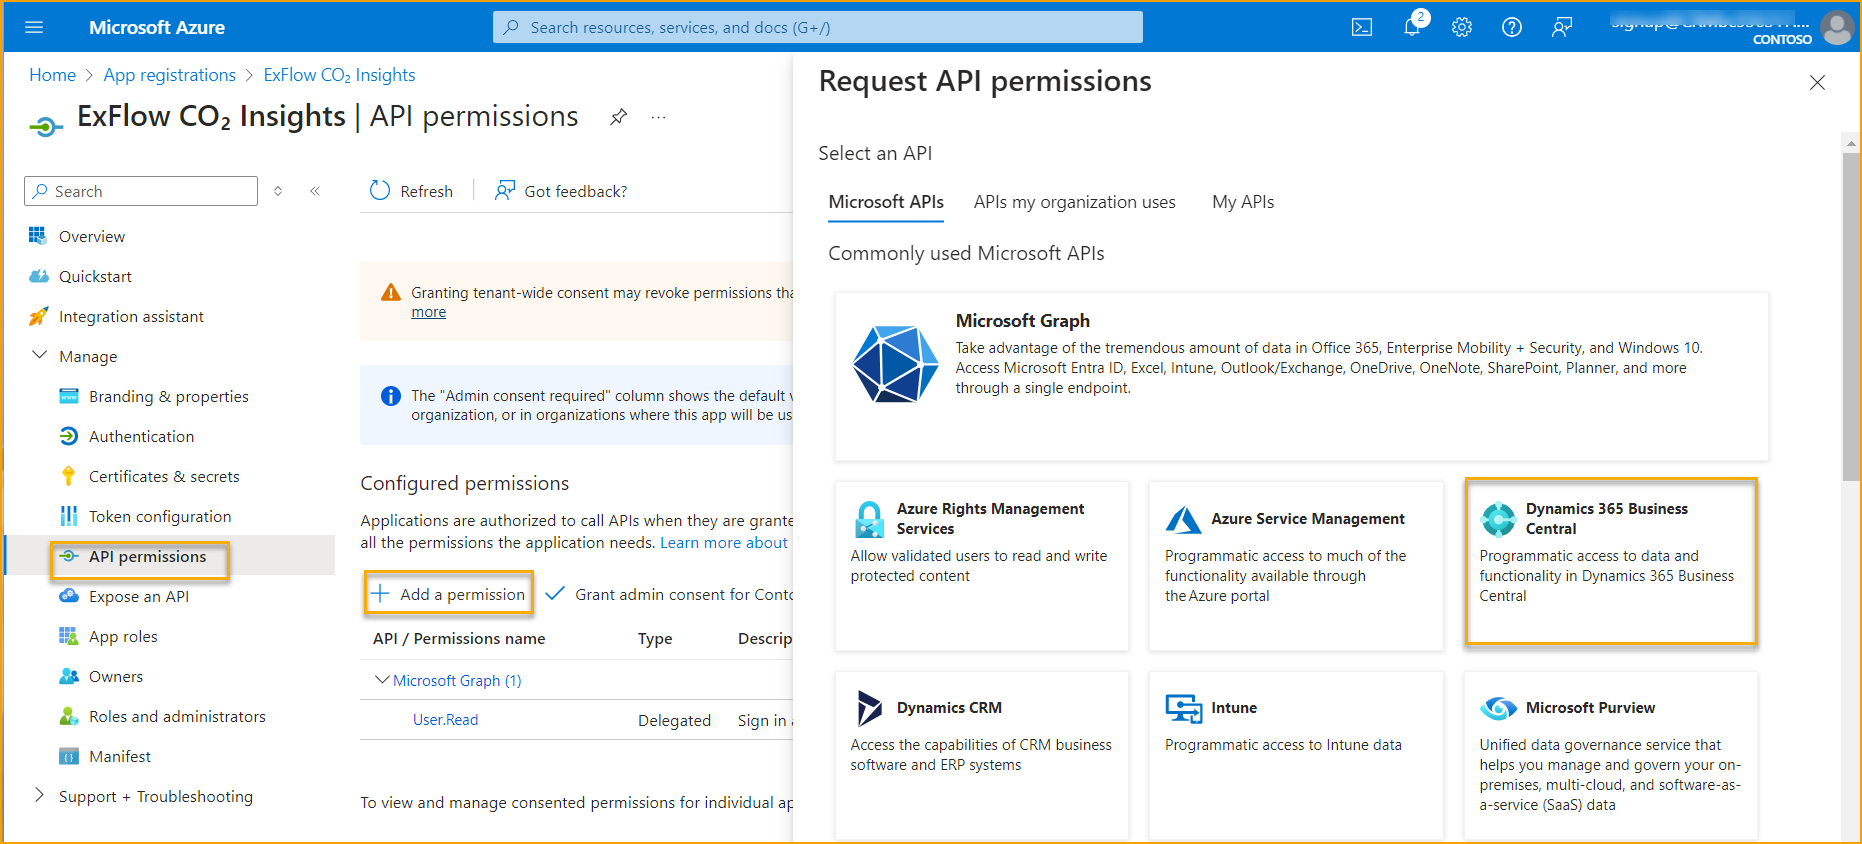 Microsoft Azure
Search resources, services, and docs (G+/)
2
CONTOSO
Home > App registrations > ExFlow CO₂ Insights
ExFlow CO₂ Insights | API permissions
Search
Refresh
Got feedback?
Overview
Quickstart
Integration assistant
Manage
Branding & properties
Authentication
Certificates & secrets
Token configuration
API permissions
Expose an API
App roles
Owners
Roles and administrators
Manifest
Support + Troubleshooting
Granting tenant-wide consent may revoke permissions tha
more
The "Admin consent required" column shows the default v
organization, or in organizations where this app will be us
Configured permissions
Applications are authorized to call APIs when they are grante
all the permissions the application needs. Learn more about
Add a permission
Grant admin consent for Conto
API / Permissions name
Type
Descrip
Microsoft Graph (1)
User.Read
Delegated
Sign in a
To view and manage consented permissions for individual ap
Request API permissions
Select an API
Microsoft APIs
APIs my organization uses
My APIs
Commonly used Microsoft APIs
Microsoft Graph
Take advantage of the tremendous amount of data in Office 365, Enterprise Mobility + Security, and Windows 10.
Access Microsoft Entra ID, Excel, Intune, Outlook/Exchange, OneDrive, OneNote, SharePoint, Planner, and more
through a single endpoint.
Azure Rights Management
Services
Allow validated users to read and write
protected content
Azure Service Management
Programmatic access to much of the
functionality available through
the Azure portal
Dynamics 365 Business
Central
Programmatic access to data and
functionality in Dynamics 365 Business
Central
Dynamics CRM
Access the capabilities of CRM business
software and ERP systems
Intune
Programmatic access to Intune data
Microsoft Purview
Unified data governance service that
helps you manage and govern your on-
premises, multi-cloud, and software-as-
a-service (SaaS) data